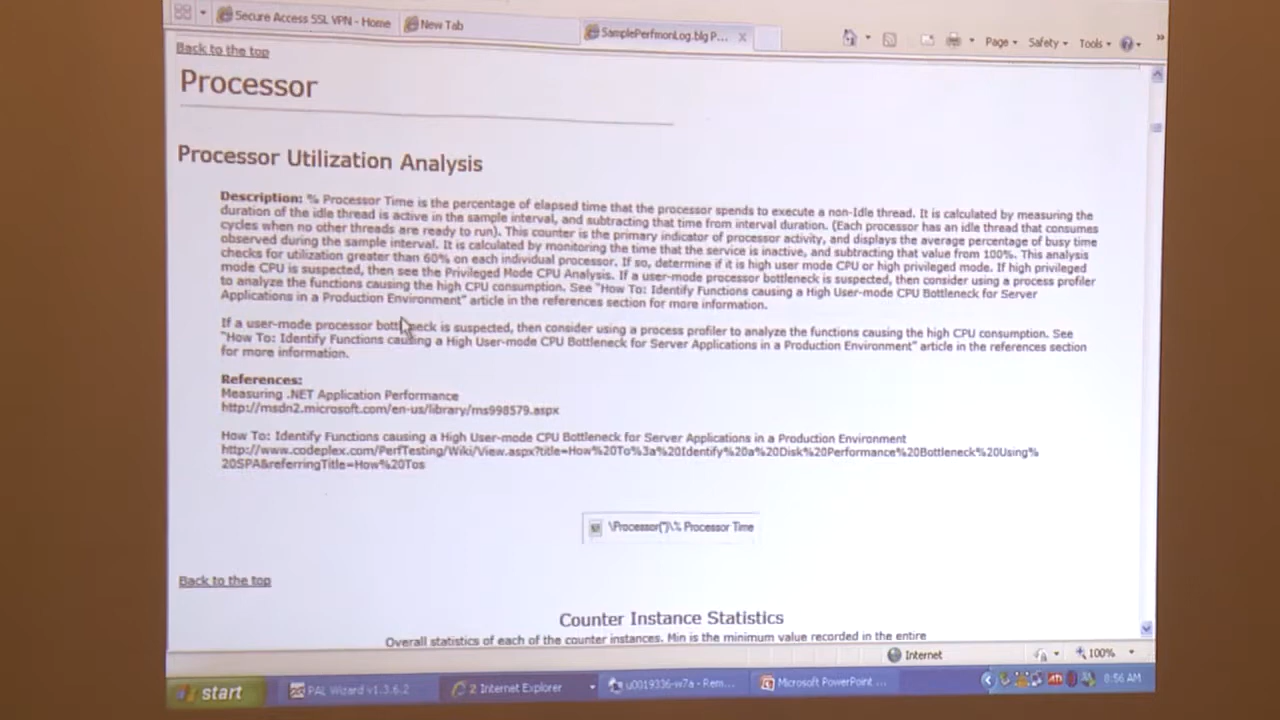 Secure Access SSL VPN - Home
New Tab
SamplePerfmonLog.blg P...
Page
Safety
Tools
Back to the top
Processor
Processor Utilization Analysis
Description: % Processor Time is the percentage of elapsed time that the processor spends to execute a non-Idle thread. It is calculated by measuring the
duration of the idle thread is active in the sample interval, and subtracting that time from interval duration. (Each processor has an idle thread that consumes
cycles when no other threads are ready to run). This counter is the primary indicator of processor activity, and displays the average percentage of busy time
observed during the sample interval. It is calculated by monitoring the time that the service is inactive, and subtracting that value from 100%. This analysis
checks for utilization greater than 60% on each individual processor. If so, determine if it is high user mode CPU or high privileged mode. If high privileged
mode CPU is suspected, then see the Privileged Mode CPU Analysis. If a user-mode processor bottleneck is suspected, then consider using a process profiler
to analyze the functions causing the high CPU consumption. See "How To: Identify Functions causing a High User-mode CPU Bottleneck for Server
Applications in a Production Environment" article in the references section for more information.
If a user-mode processor bottleneck is suspected, then consider using a process profiler to analyze the functions causing the high CPU consumption. See
"How To: Identify Functions causing a High User-mode CPU Bottleneck for Server Applications in a Production Environment" article in the references section
for more information.
References:
Measuring .NET Application Performance
http://msdn2.microsoft.com/en-us/library/ms998579.aspx
How To: Identify Functions causing a High User-mode CPU Bottleneck for Server Applications in a Production Environment
http://www.codeplex.com/PerfTesting/Wiki/View.aspx?title=How%20To%3a%20Identify%20a%20Disk%20Performance%20Bottleneck%20Using%
20SPA&referringTitle=How%20Tos
\Processor(*)\% Processor Time
Back to the top
Counter Instance Statistics
Overall statistics of each of the counter instances. Min is the minimum value recorded in the entire
Internet
100%
start
PAL Wizard v1.3.6.2
2 Internet Explorer
u0019336-w7a - Rem...
Microsoft PowerPoint ...
8:56 AM